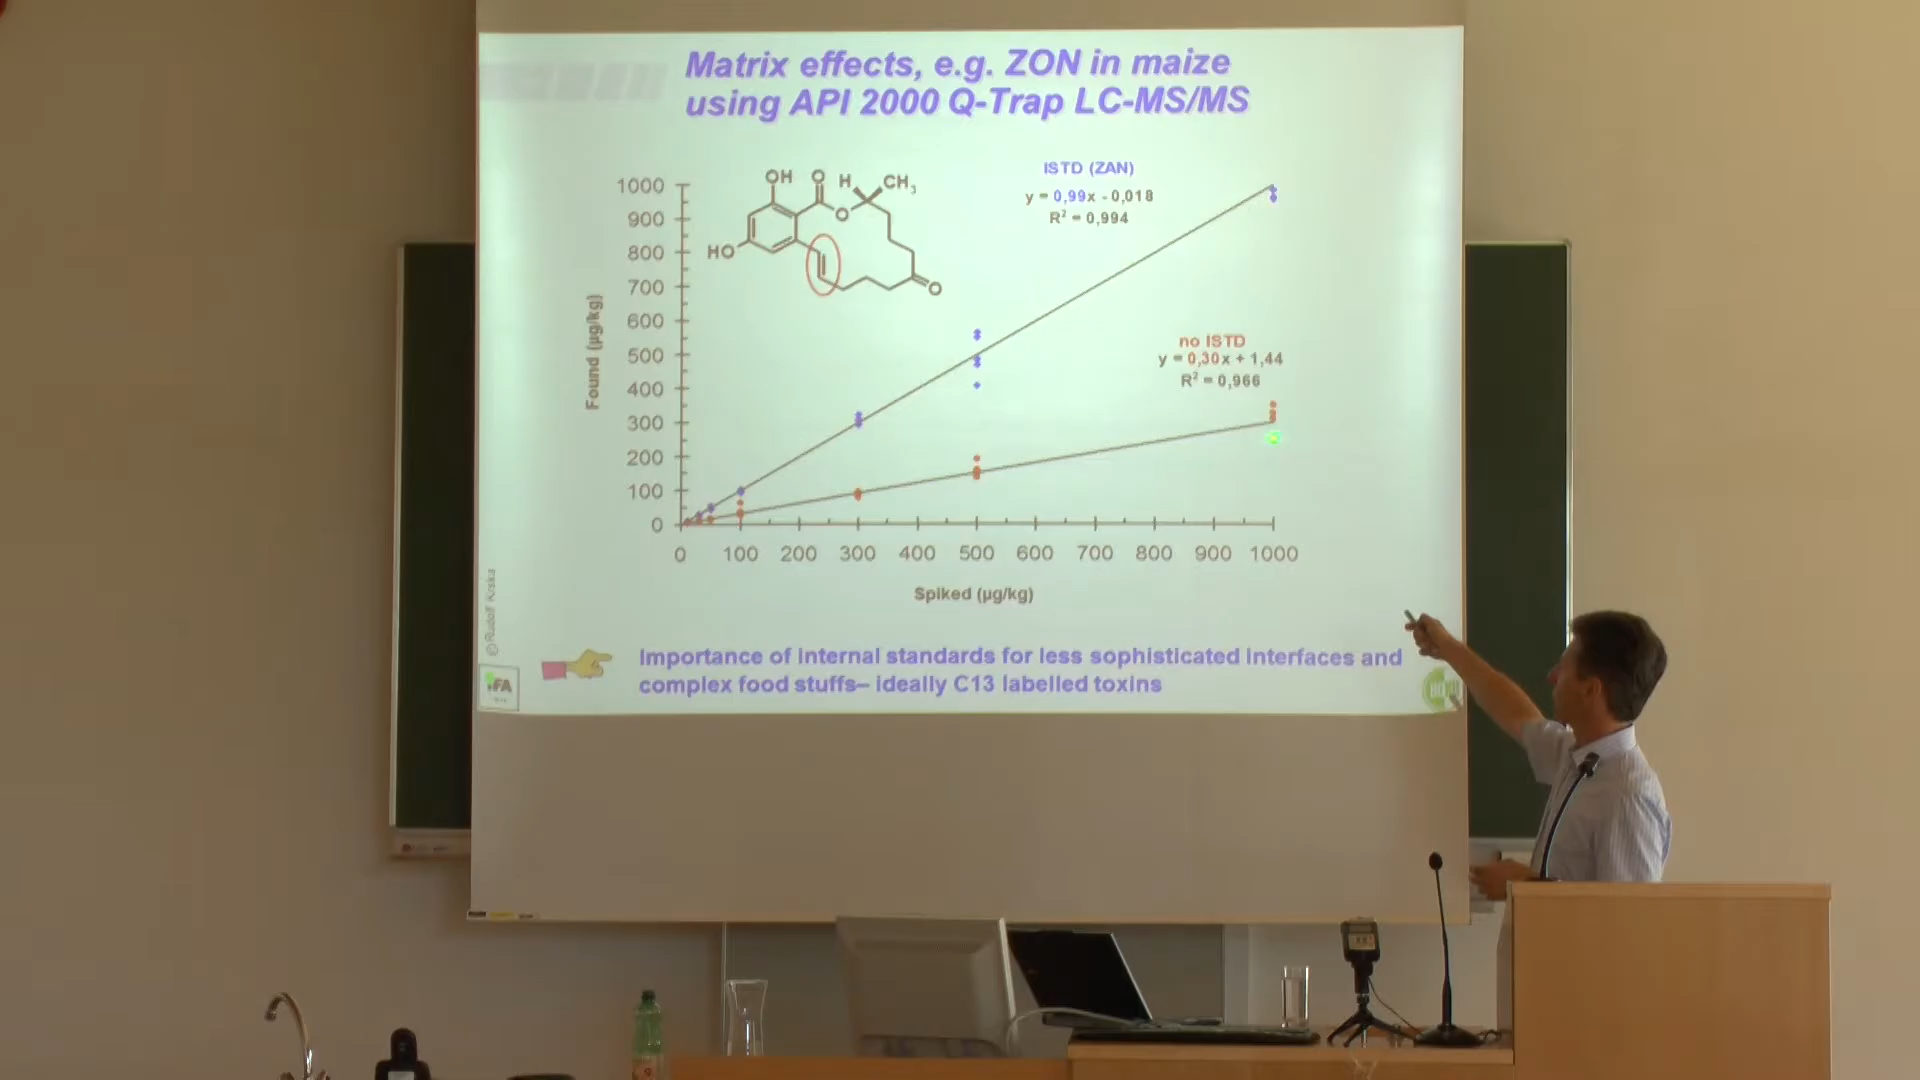 Matrix effects, e.g. ZON in maize
using API 2000 Q-Trap LC-MS/MS
ISTD (ZAN)
y = 0,99x - 0,018
R² = 0,994
OH
O
H
CH₃
O
HO
O
no ISTD
y = 0,30x + 1,44
R² = 0,966
Found (µg/kg)
1000
900
800
700
600
500
400
300
200
100
0
0 100 200 300 400 500 600 700 800 900 1000
Spiked (µg/kg)
Importance of internal standards for less sophisticated interfaces and
complex food stuffs– ideally C13 labelled toxins
IFA